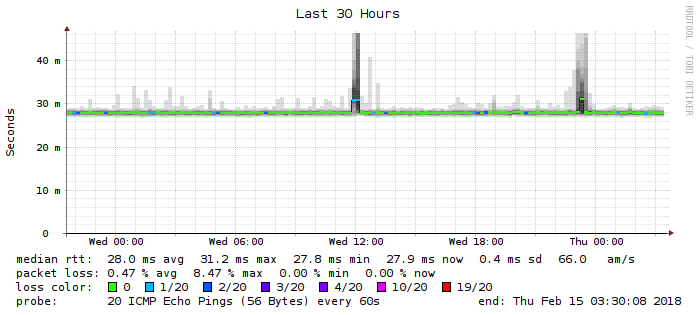 Last 30 Hours
RRDTOOL / TOBI OETIKER
Seconds
40 m
30 m
20 m
10 m
0
Wed 00:00 Wed 06:00 Wed 12:00 Wed 18:00 Thu 00:00
median rtt: 28.0 ms avg 31.2 ms max 27.8 ms min 27.9 ms now 0.4 ms sd 66.0 am/s
packet loss: 0.47 % avg 8.47 % max 0.00 % min 0.00 % now
loss color: 0 1/20 2/20 3/20 4/20 10/20 19/20
probe: 20 ICMP Echo Pings (56 Bytes) every 60s end: Thu Feb 15 03:30:08 2018